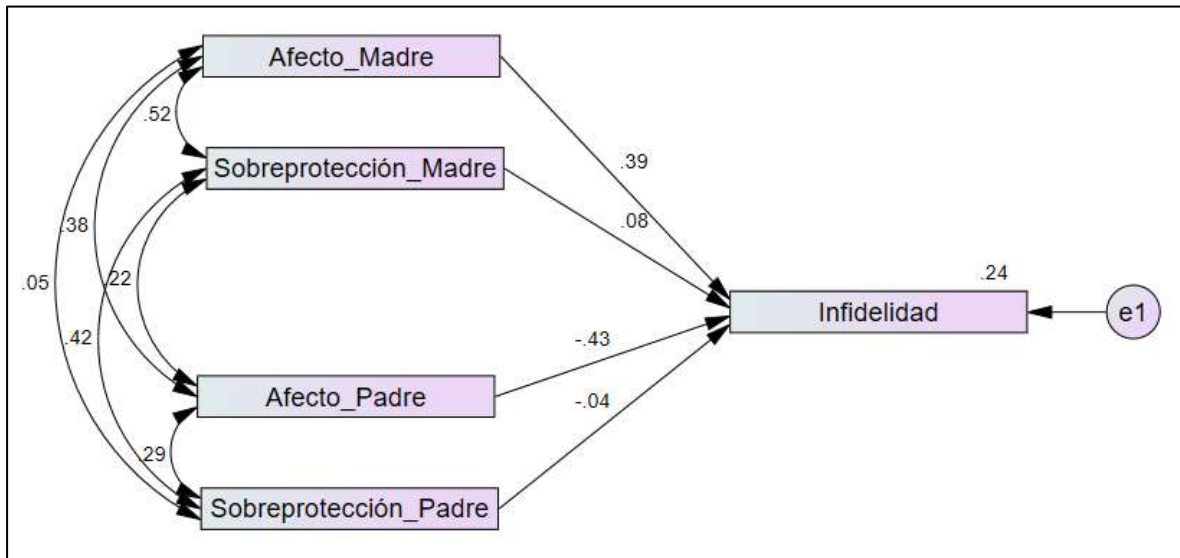 Afecto_Madre
.52
Sobreprotección_Madre
.39
.08
.38
.05
.22
.42
.24
Infidelidad
e1
-.43
-.04
Afecto_Padre
.29
Sobreprotección_Padre